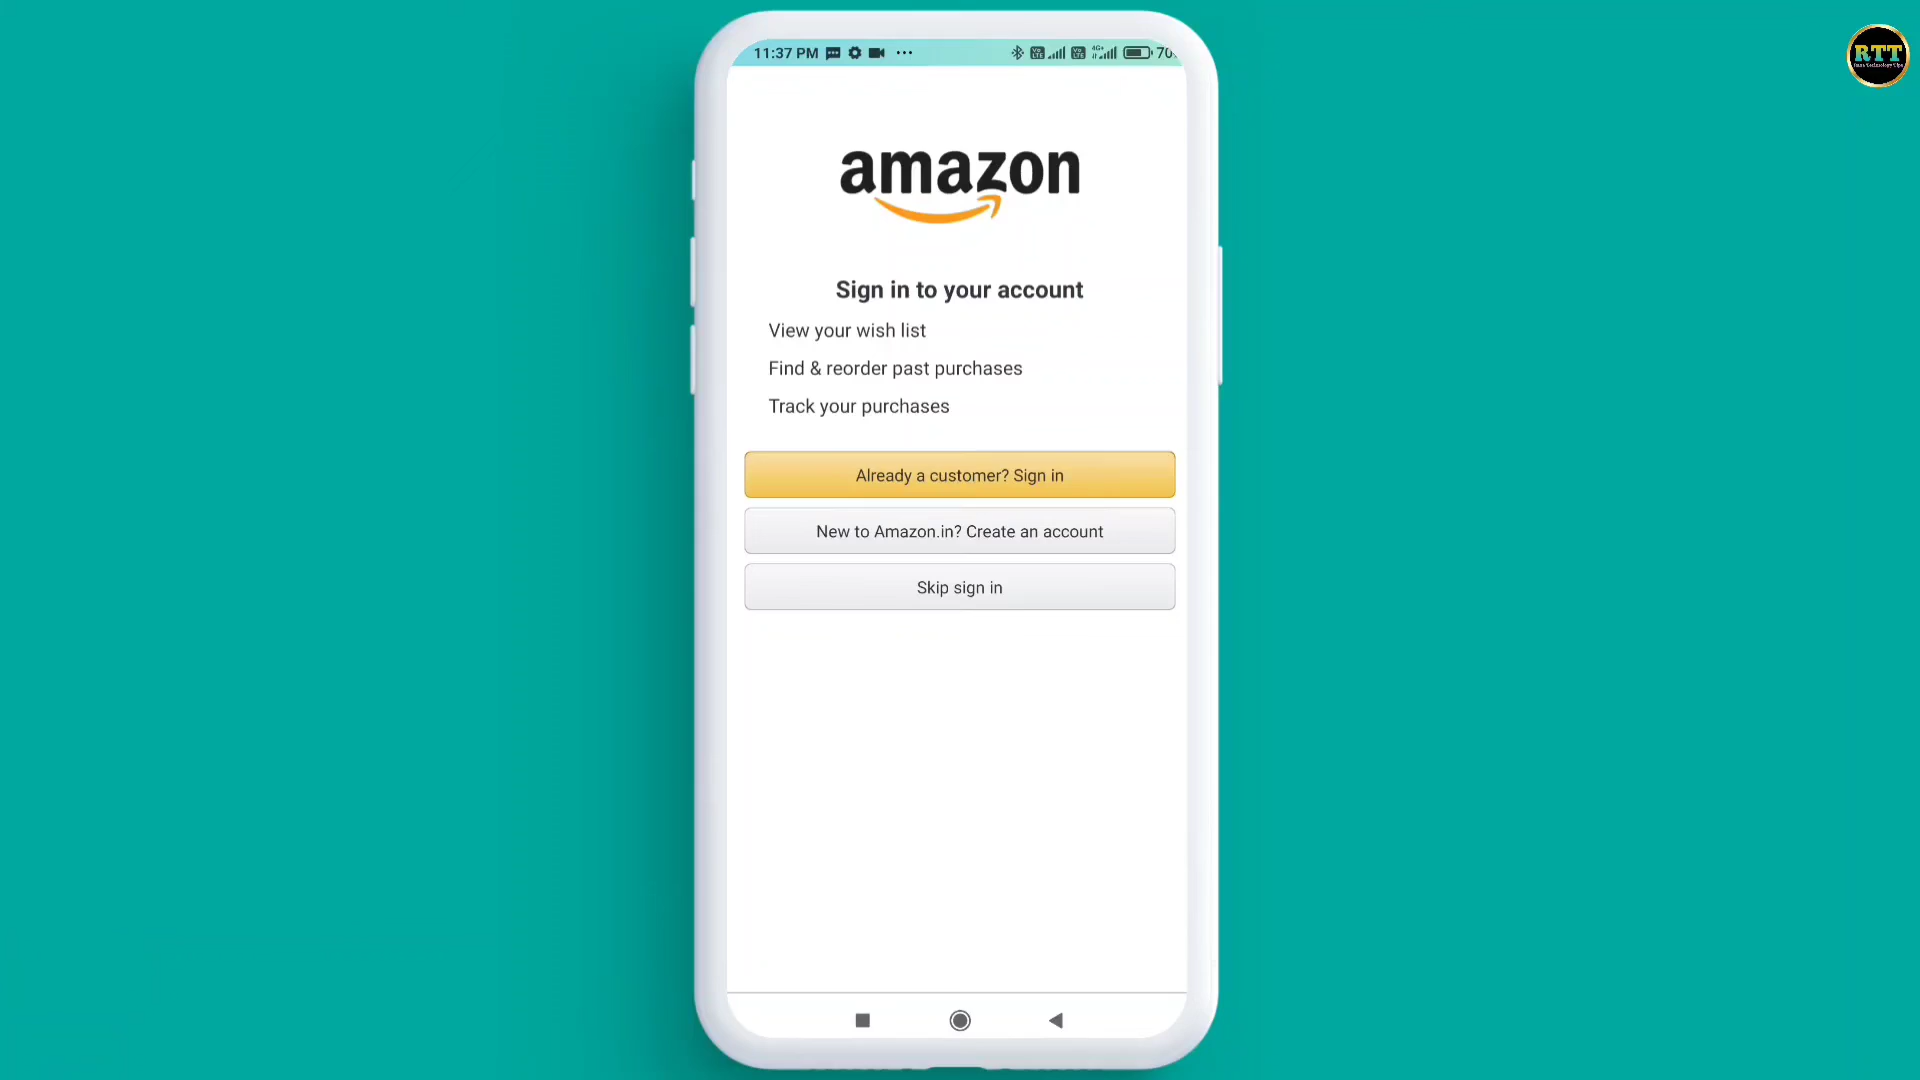 11:37 PM
70
RTT
amazon
Sign in to your account
View your wish list
Find & reorder past purchases
Track your purchases
Already a customer? Sign in
New to Amazon.in? Create an account
Skip sign in